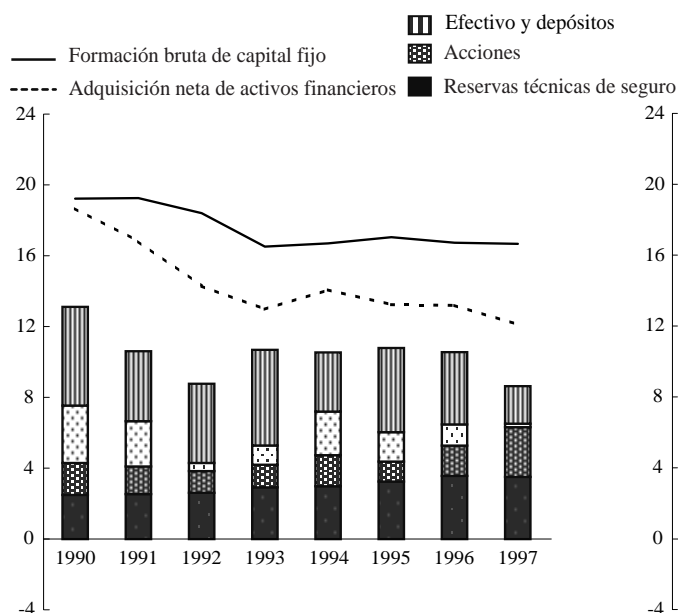 Efectivo y depósitos
Formación bruta de capital fijo
Acciones
Adquisición neta de activos financieros
Reservas técnicas de seguro
24
20
16
12
8
4
0
-4
1990 1991 1992 1993 1994 1995 1996 1997
24
20
16
12
8
4
0
-4